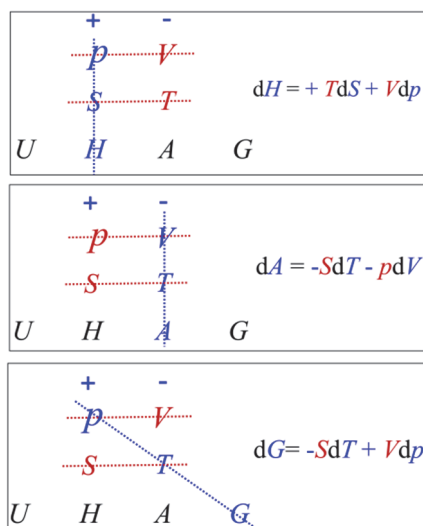 + -
p V
S T
dH = + TdS + Vdp
U H A G
+ -
p V
S T
dA = -SdT - pdV
U H A G
+ -
p V
S T
dG= -SdT + Vdp
U H A G